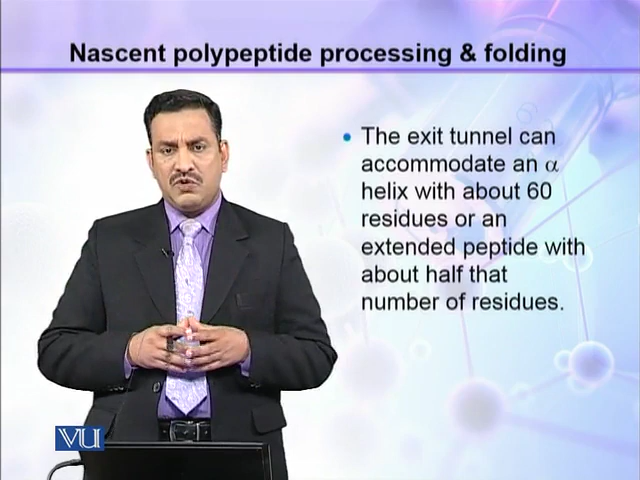 Nascent polypeptide processing & folding
• The exit tunnel can
accommodate an α
helix with about 60
residues or an
extended peptide with
about half that
number of residues.
VU